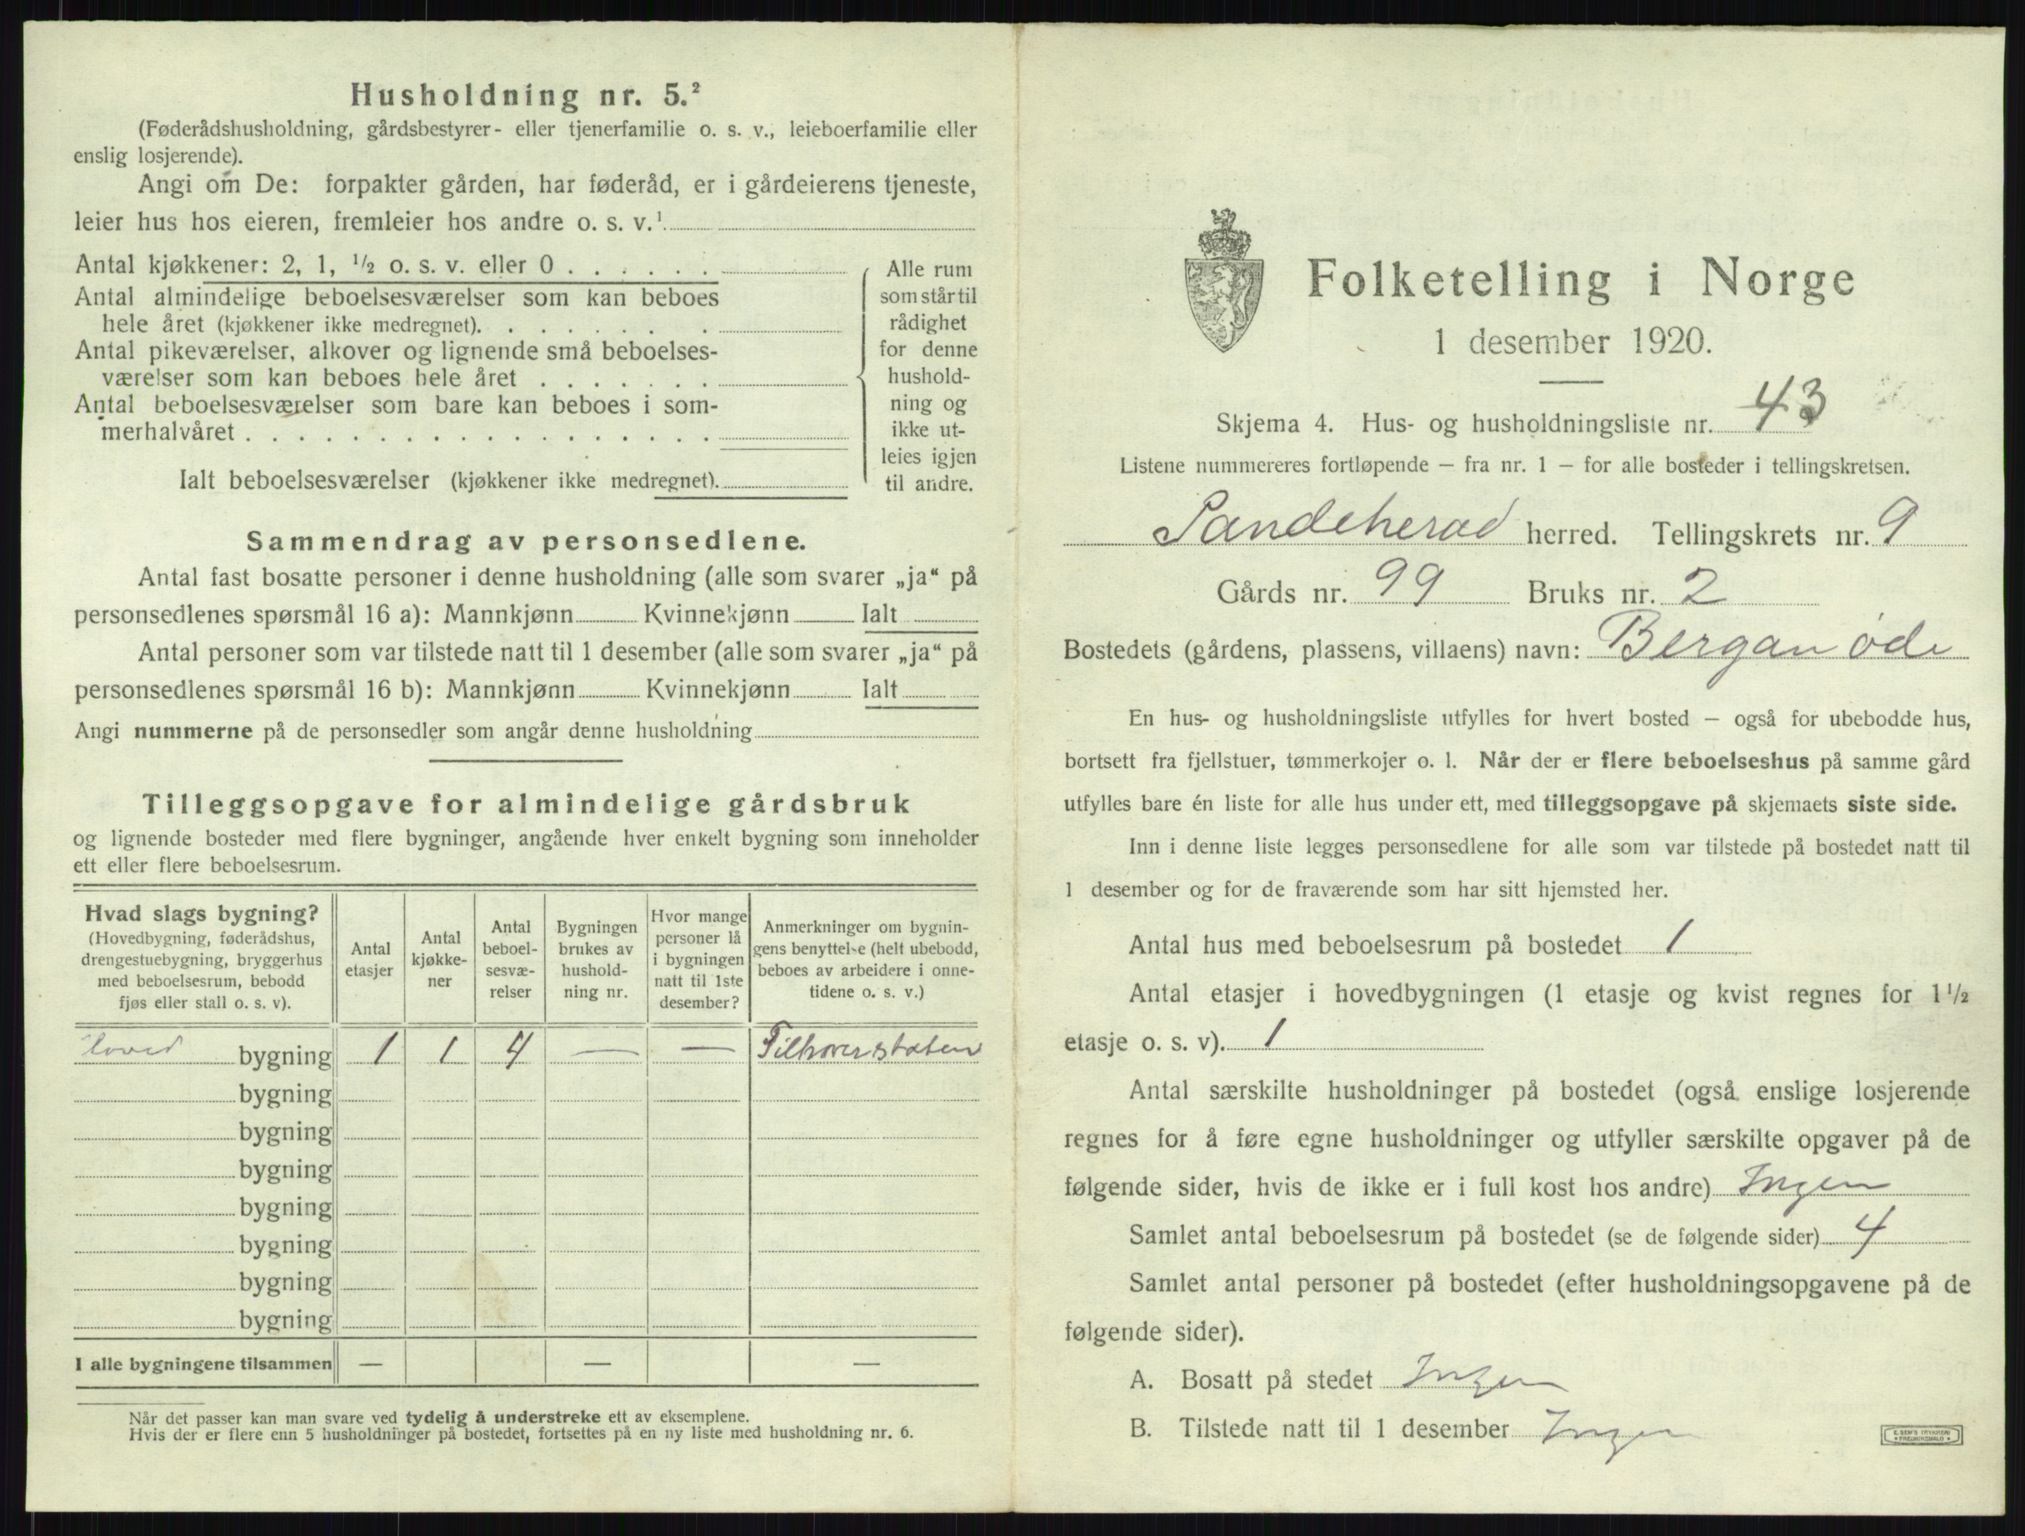 Husholdning nr. 5.²
(Føderådshusholdning, gårdsbestyrer- eller tjenerfamilie o. s. v., leieboerfamilie eller
enslig losjerende).
Angi om De: forpakter gården, har føderåd, er i gårdeierens tjeneste,
leier hus hos eieren, fremleier hos andre o. s. v.¹
Antal kjøkkener: 2, 1, ¹/₂ o. s. v. eller 0 . . . . . .
Antal almindelige beboelsesværelser som kan beboes
hele året (kjøkkener ikke medregnet). . . . . . . .
Antal pikeværelser, alkover og lignende små beboelses-
værelser som kan beboes hele året . . . . . . .
Antal beboelsesværelser som bare kan beboes i som-
merhalvåret . . . . . . . . . . . . . . . . . .
Ialt beboelsesværelser (kjøkkener ikke medregnet).
Alle rum
som står til
rådighet
for denne
hushold-
ning og
ikke ut-
leies igjen
til andre.
Sammendrag av personsedlene.
Antal fast bosatte personer i denne husholdning (alle som svarer „ja“ på
personsedlenes spørsmål 16 a): Mannkjønn Kvinnekjønn Ialt
Antal personer som var tilstede natt til 1 desember (alle som svarer „ja“ på
personsedlenes spørsmål 16 b): Mannkjønn Kvinnekjønn Ialt
Angi nummerne på de personsedler som angår denne husholdning
Tilleggsopgave for almindelige gårdsbruk
og lignende bosteder med flere bygninger, angående hver enkelt bygning som inneholder
ett eller flere beboelsesrum.
Hvad slags bygning?
(Hovedbygning, føderådshus,
drengestuebygning, bryggerhus
med beboelsesrum, bebodd
fjøs eller stall o. s. v).
Antal
etasjer
Antal
kjøkke-
ner
Antal
beboel-
sesvæ-
relser
Bygningen
brukes av
hushold-
ning nr.
Hvor mange
personer lå
i bygningen
natt til 1ste
desember?
Anmerkninger om bygnin-
gens benyttelse (helt ubebodd,
beboes av arbeidere i onne-
tidene o. s. v.)
hoved bygning 1 1 4 — — Tilhører staten
bygning
bygning
bygning
bygning
bygning
bygning
bygning
I alle bygningene tilsammen — — —
Når det passer kan man svare ved tydelig å understreke ett av eksemplene.
Hvis der er flere enn 5 husholdninger på bostedet, fortsettes på en ny liste med husholdning nr. 6.
Folketelling i Norge
1 desember 1920.
Skjema 4. Hus- og husholdningsliste nr. 43
Listene nummereres fortløpende — fra nr. 1 — for alle bosteder i tellingskretsen.
Sandeherad herred. Tellingskrets nr. 9
Gårds nr. 99 Bruks nr. 2
Bostedets (gårdens, plassens, villaens) navn: Bergan øde
En hus- og husholdningsliste utfylles for hvert bosted — også for ubebodde hus,
bortsett fra fjellstuer, tømmerkojer o. l. Når der er flere beboelseshus på samme gård
utfylles bare én liste for alle hus under ett, med tilleggsopgave på skjemaets siste side.
Inn i denne liste legges personsedlene for alle som var tilstede på bostedet natt til
1 desember og for de fraværende som har sitt hjemsted her.
Antal hus med beboelsesrum på bostedet 1
Antal etasjer i hovedbygningen (1 etasje og kvist regnes for 1¹/₂
etasje o. s. v). 1
Antal særskilte husholdninger på bostedet (også enslige losjerende
regnes for å føre egne husholdninger og utfyller særskilte opgaver på de
følgende sider, hvis de ikke er i full kost hos andre) Ingen
Samlet antal beboelsesrum på bostedet (se de følgende sider) 4
Samlet antal personer på bostedet (efter husholdningsopgavene på de
følgende sider).
A. Bosatt på stedet Ingen
B. Tilstede natt til 1 desember Ingen